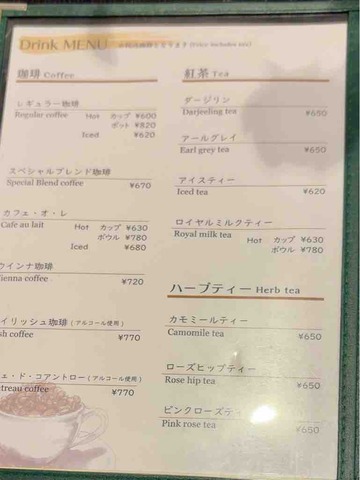 Drink MENU (Price includes tax)
珈琲 Coffee
レギュラー珈琲 Hot カップ ¥600
Regular coffee ポット ¥820
Iced ¥620
スペシャルブレンド珈琲
Special Blend coffee ¥670
カフェ・オ・レ Hot カップ ¥630
Cafe au lait ボウル ¥780
Iced ¥680
ウインナ珈琲
ienna coffee ¥720
イリッシュ珈琲 (アルコール使用)
sh coffee ¥770
ェ・ド・コアントロー (アルコール使用)
treau coffee ¥770
紅茶 Tea
ダージリン
Darjeeling tea ¥650
アールグレイ
Earl grey tea ¥650
アイスティー
Iced tea ¥620
ロイヤルミルクティー Hot カップ ¥630
Royal milk tea ボウル ¥780
ハーブティー Herb tea
カモミールティー
Camomile tea ¥650
ローズヒップティー
Rose hip tea ¥650
ピンクローズティ
Pink rose tea ¥650